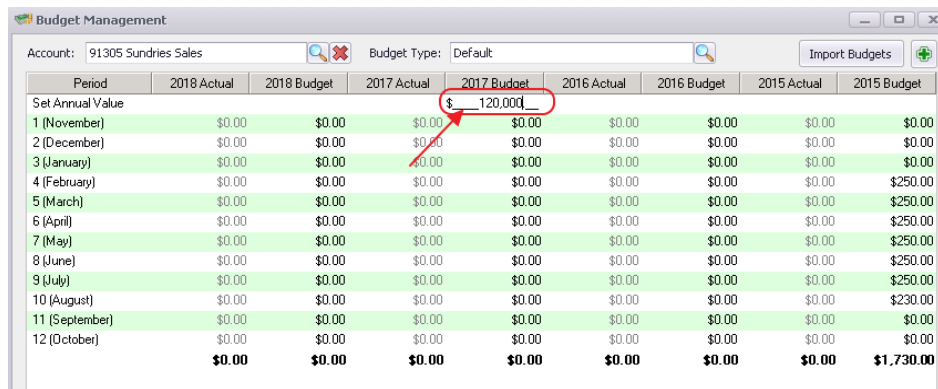 Budget Management
Account: 91305 Sundries Sales Budget Type: Default Import Budgets
Period 2018 Actual 2018 Budget 2017 Actual 2017 Budget 2016 Actual 2016 Budget 2015 Actual 2015 Budget
Set Annual Value $____120,000__
1 (November) $0.00 $0.00 $0.00 $0.00 $0.00 $0.00 $0.00 $0.00
2 (December) $0.00 $0.00 $0.00 $0.00 $0.00 $0.00 $0.00 $0.00
3 (January) $0.00 $0.00 $0.00 $0.00 $0.00 $0.00 $0.00 $0.00
4 (February) $0.00 $0.00 $0.00 $0.00 $0.00 $0.00 $0.00 $250.00
5 (March) $0.00 $0.00 $0.00 $0.00 $0.00 $0.00 $0.00 $250.00
6 (April) $0.00 $0.00 $0.00 $0.00 $0.00 $0.00 $0.00 $250.00
7 (May) $0.00 $0.00 $0.00 $0.00 $0.00 $0.00 $0.00 $250.00
8 (June) $0.00 $0.00 $0.00 $0.00 $0.00 $0.00 $0.00 $250.00
9 (July) $0.00 $0.00 $0.00 $0.00 $0.00 $0.00 $0.00 $250.00
10 (August) $0.00 $0.00 $0.00 $0.00 $0.00 $0.00 $0.00 $230.00
11 (September) $0.00 $0.00 $0.00 $0.00 $0.00 $0.00 $0.00 $0.00
12 (October) $0.00 $0.00 $0.00 $0.00 $0.00 $0.00 $0.00 $0.00
$0.00 $0.00 $0.00 $0.00 $0.00 $0.00 $0.00 $1,730.00